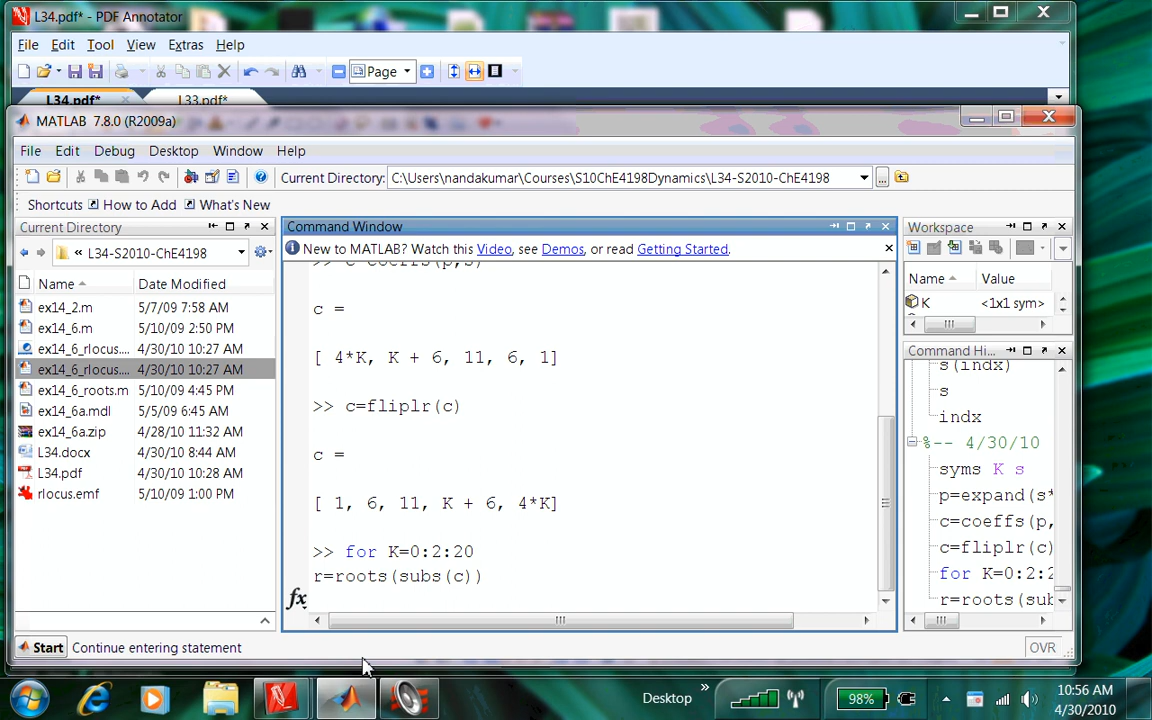 L34.pdf* - PDF Annotator
File Edit Tool View Extras Help
Page
L34.pdf* L33.pdf*
MATLAB 7.8.0 (R2009a)
File Edit Debug Desktop Window Help
Current Directory: C:\Users\nandakumar\Courses\S10ChE4198Dynamics\L34-S2010-ChE4198
Shortcuts How to Add What's New
Current Directory
« L34-S2010-ChE4198
Name Date Modified
ex14_2.m 5/7/09 7:58 AM
ex14_6.m 5/10/09 2:50 PM
ex14_6_rlocus.... 4/30/10 10:27 AM
ex14_6_rlocus.... 4/30/10 10:27 AM
ex14_6_roots.m 5/10/09 4:45 PM
ex14_6a.mdl 5/5/09 6:45 AM
ex14_6a.zip 4/28/10 11:32 AM
L34.docx 4/30/10 8:44 AM
L34.pdf 4/30/10 10:28 AM
rlocus.emf 5/10/09 1:00 PM
Command Window
New to MATLAB? Watch this Video, see Demos, or read Getting Started.
>> c=coeffs(p,s)
c =
[ 4*K, K + 6, 11, 6, 1]
>> c=fliplr(c)
c =
[ 1, 6, 11, K + 6, 4*K]
>> for K=0:2:20
r=roots(subs(c))
fx
Workspace
Name Value
K <1x1 sym>
Command Hi...
s(indx)
s
indx
%-- 4/30/10
syms K s
p=expand(s*
c=coeffs(p,
c=fliplr(c)
for K=0:2:2
r=roots(sub
Start Continue entering statement OVR
Desktop » 98% 10:56 AM
4/30/2010